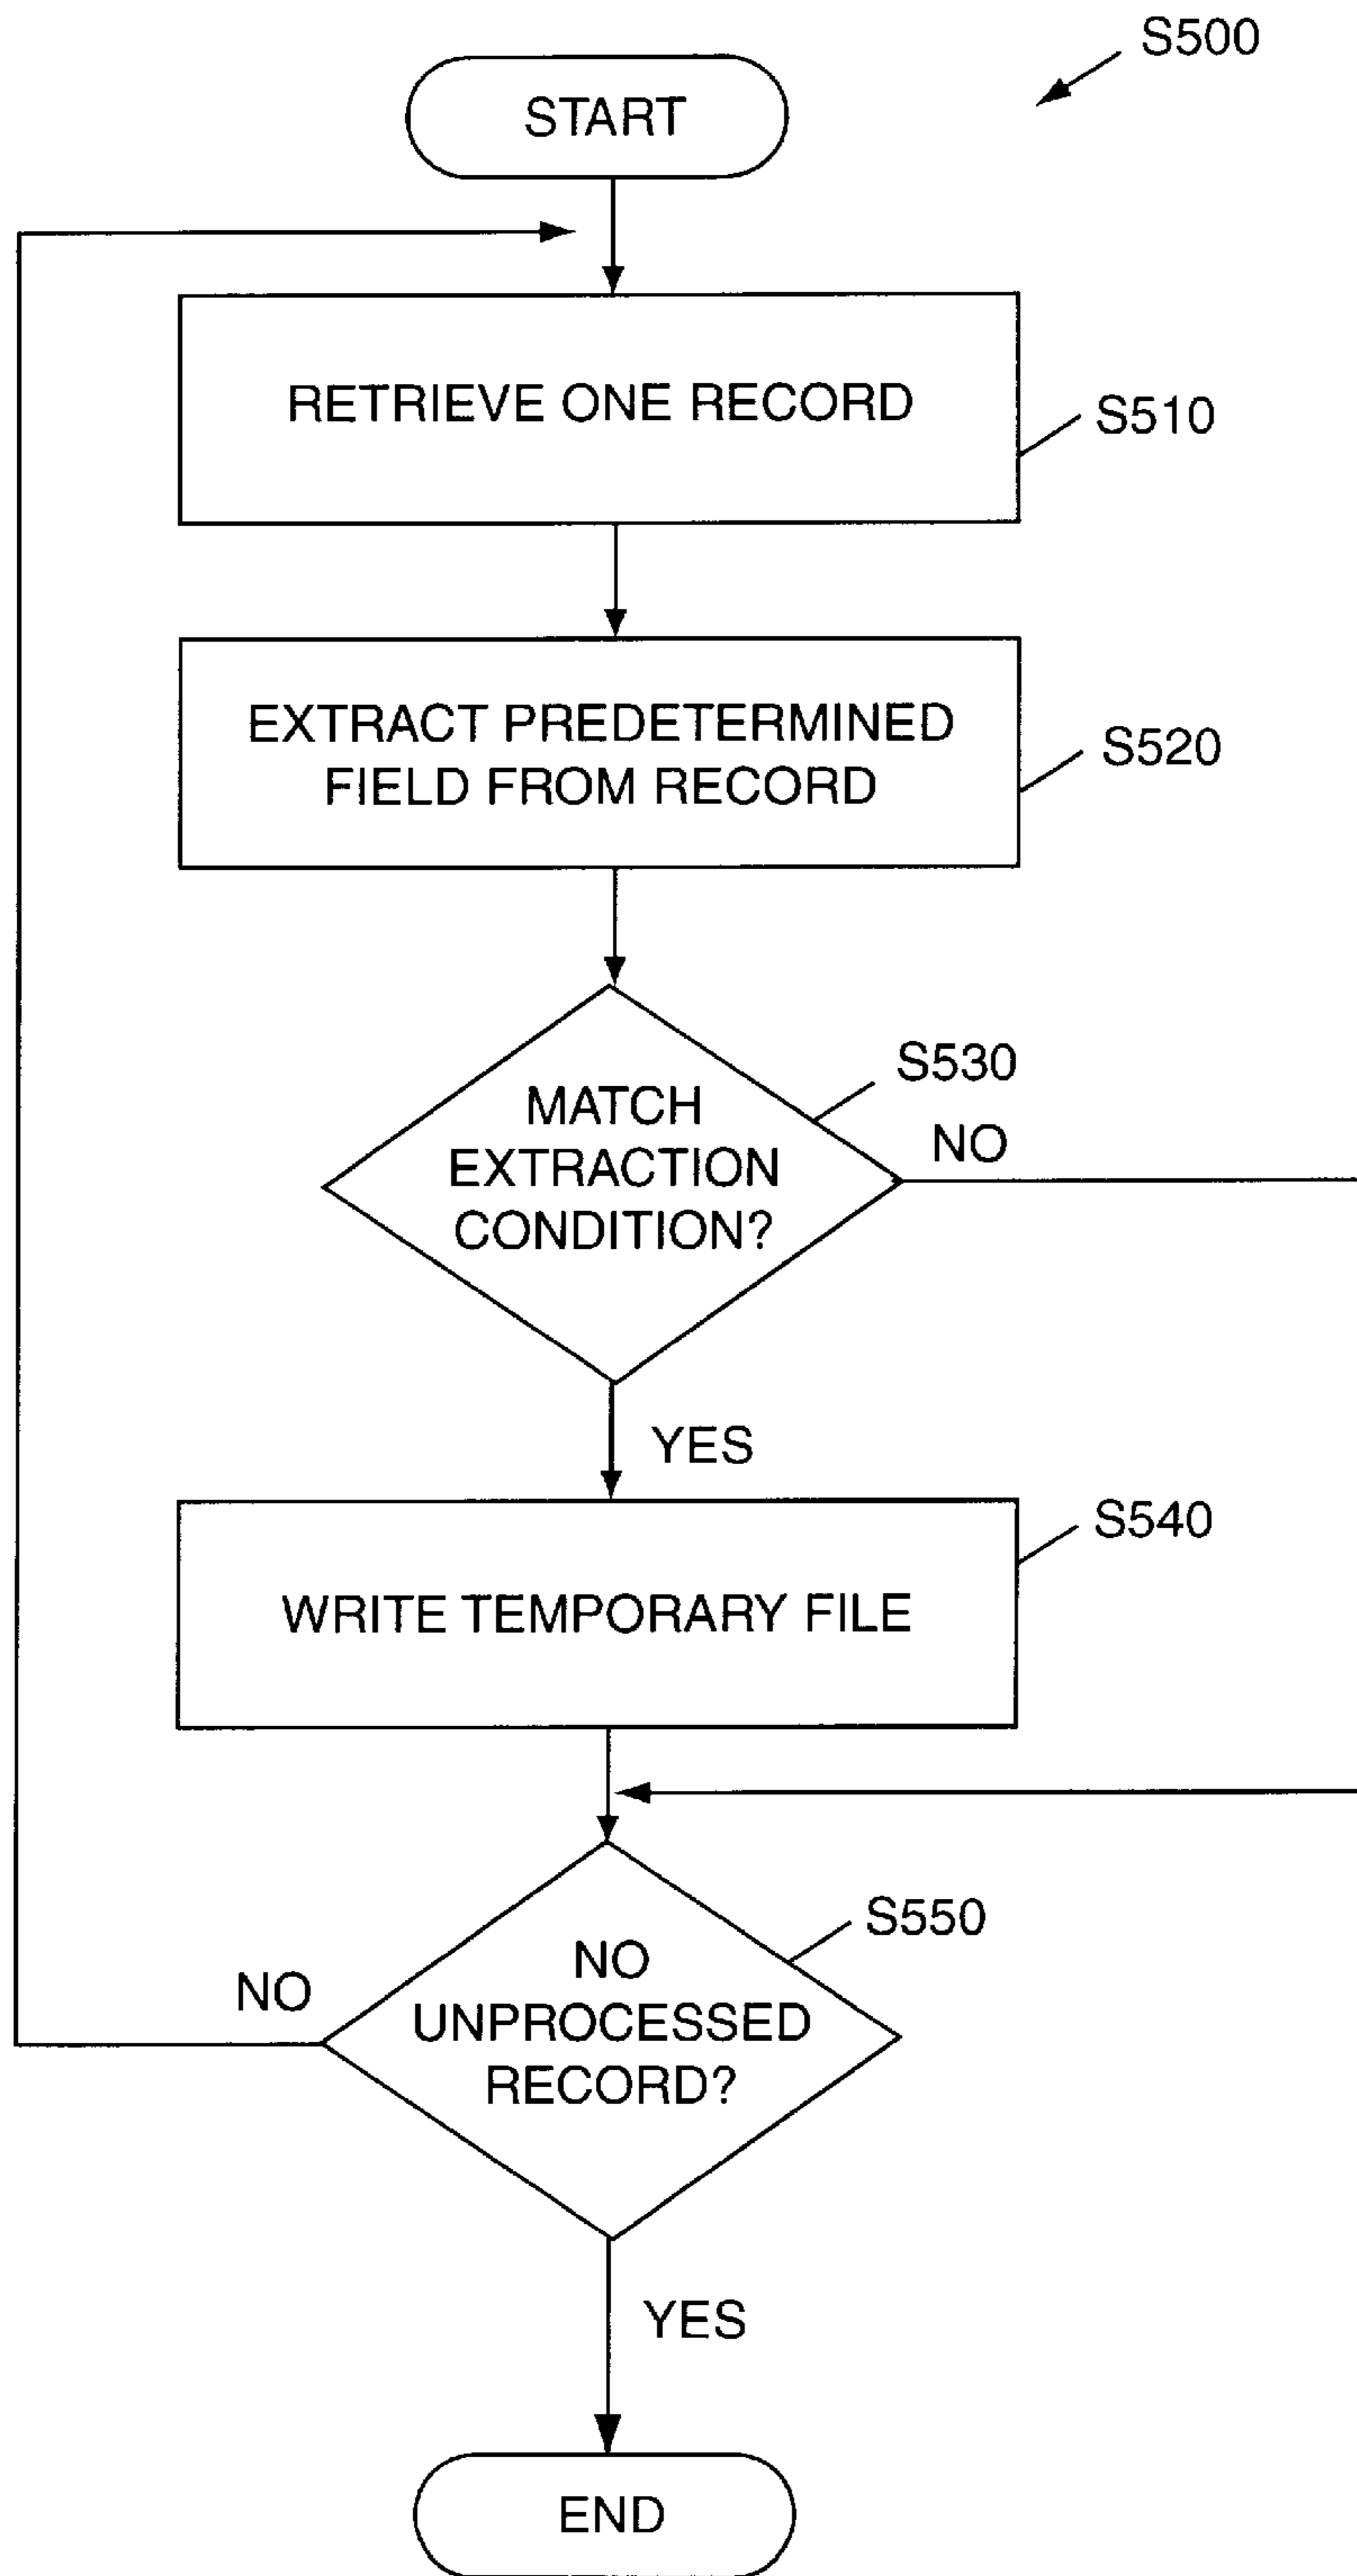 S500
START
RETRIEVE ONE RECORD
S510
EXTRACT PREDETERMINED
FIELD FROM RECORD
S520
S530
MATCH
EXTRACTION
CONDITION?
NO
YES
S540
WRITE TEMPORARY FILE
S550
NO
NO
UNPROCESSED
RECORD?
YES
END